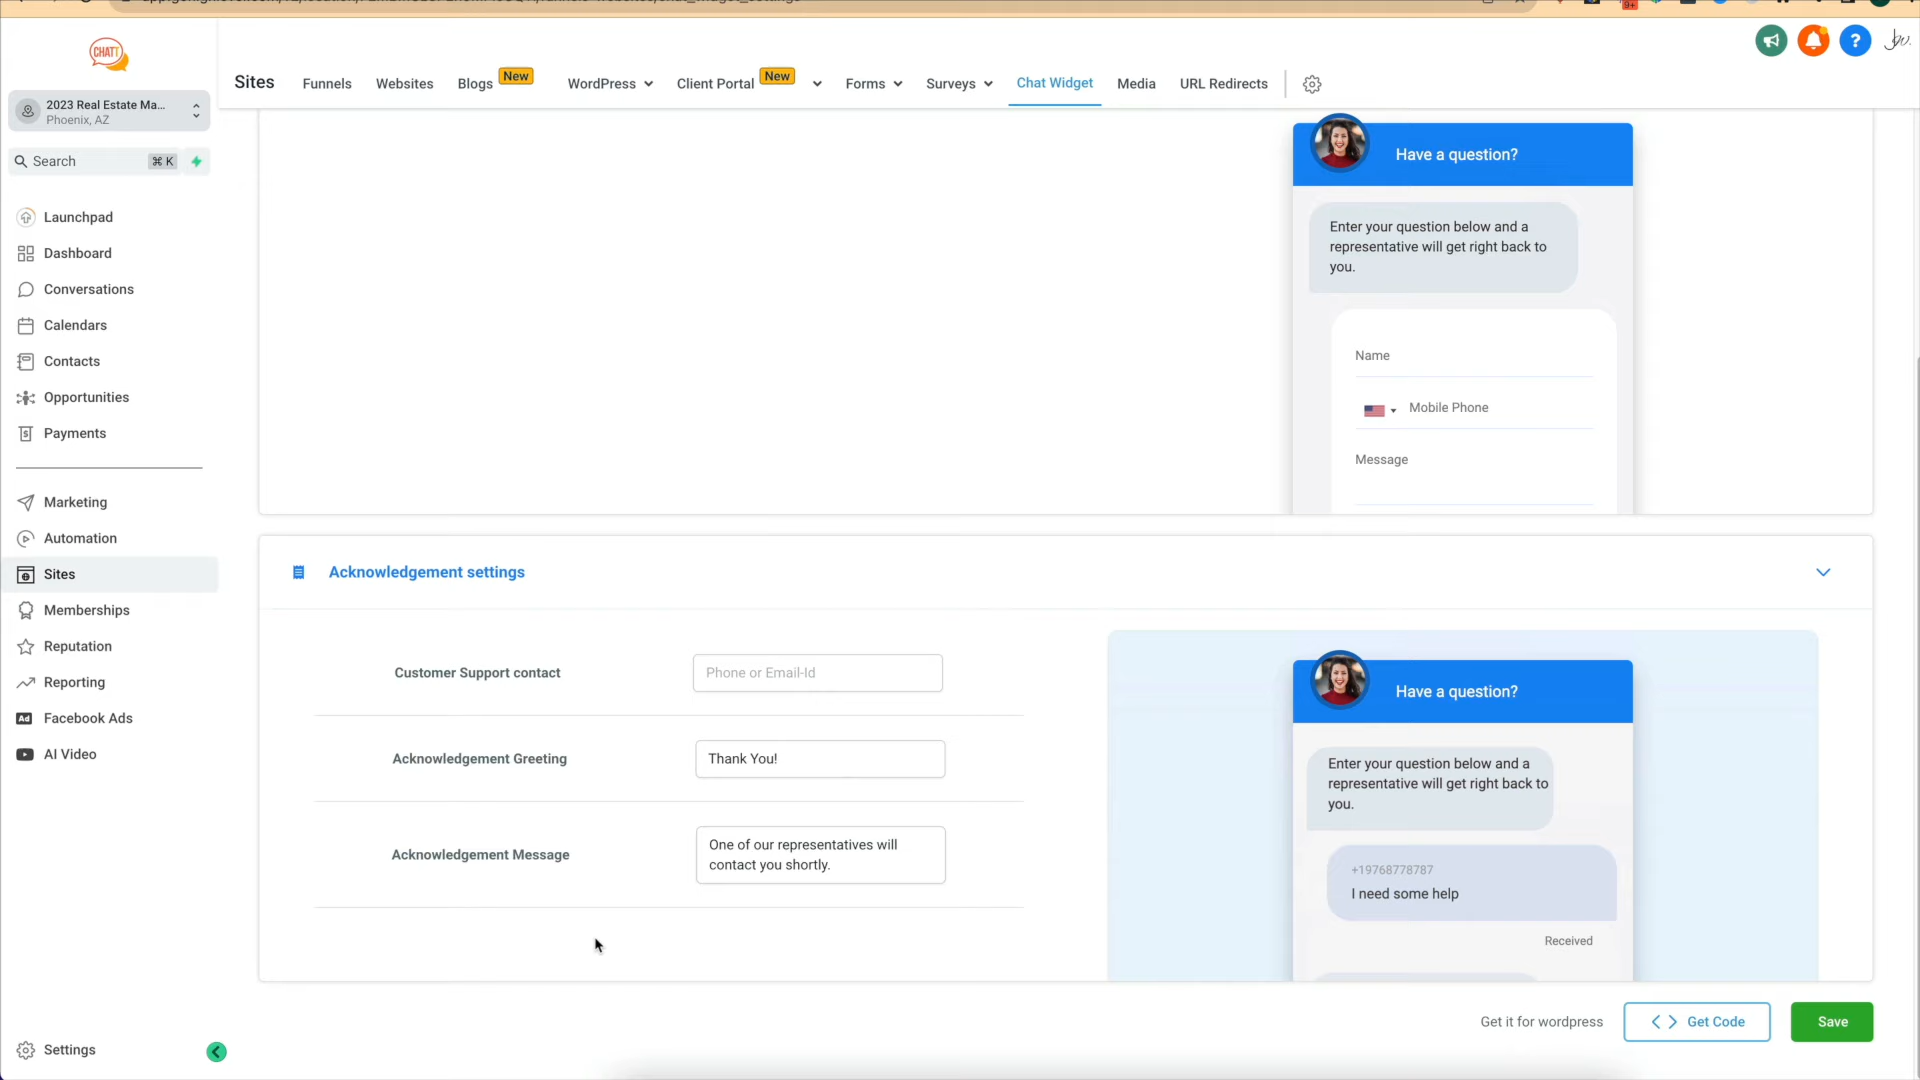 9+
CHATT
2023 Real Estate Ma...
Phoenix, AZ
Search
⌘ K
Launchpad
Dashboard
Conversations
Calendars
Contacts
Opportunities
Payments
Marketing
Automation
Sites
Memberships
Reputation
Reporting
Ad Facebook Ads
AI Video
Settings
Sites
Funnels
Websites
Blogs New
WordPress
Client Portal New
Forms
Surveys
Chat Widget
Media
URL Redirects
?
Have a question?
Enter your question below and a
representative will get right back to
you.
Name
Mobile Phone
Message
Acknowledgement settings
Customer Support contact
Phone or Email-Id
Acknowledgement Greeting
Thank You!
Acknowledgement Message
One of our representatives will
contact you shortly.
Have a question?
Enter your question below and a
representative will get right back to
you.
+19768778787
I need some help
Received
Get it for wordpress
Get Code
Save